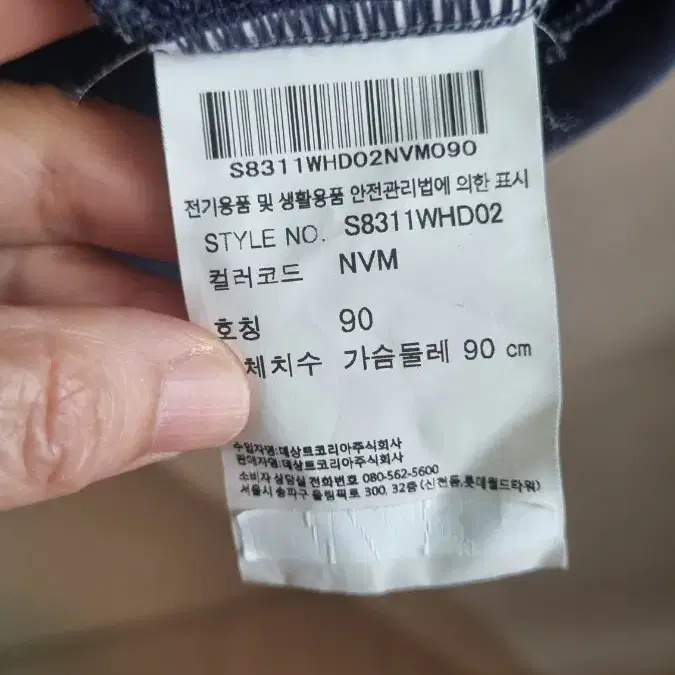 S8311WHD02NVM090
전기용품 및 생활용품 안전관리법에 의한 표시
STYLE NO. S8311WHD02
컬러코드 NVM
호칭 90
체치수 가슴둘레 90 cm
수입자명:데상트코리아주식회사
판매자명:데상트코리아주식회사
소비자 상담실 전화번호 080-562-5600
서울시 송파구 올림픽로 300, 32층 (신천동,롯데월드타워)